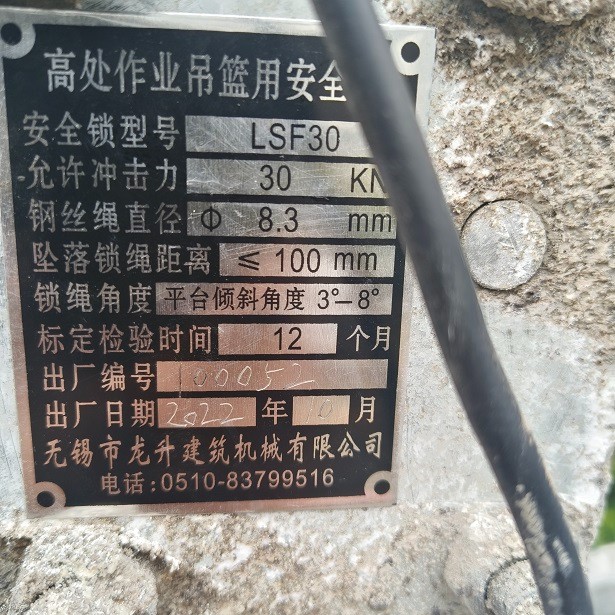 高处作业吊篮用安全
安全锁型号 LSF30
允许冲击力 30 KN
钢丝绳直径 Φ 8.3 mm
坠落锁绳距离 ≤100 mm
锁绳角度 平台倾斜角度 3°-8°
标定检验时间 12 个月
出厂编号 00052
出厂日期 2022 年 10 月
无锡市龙升建筑机械有限公司
电话:0510-83799516